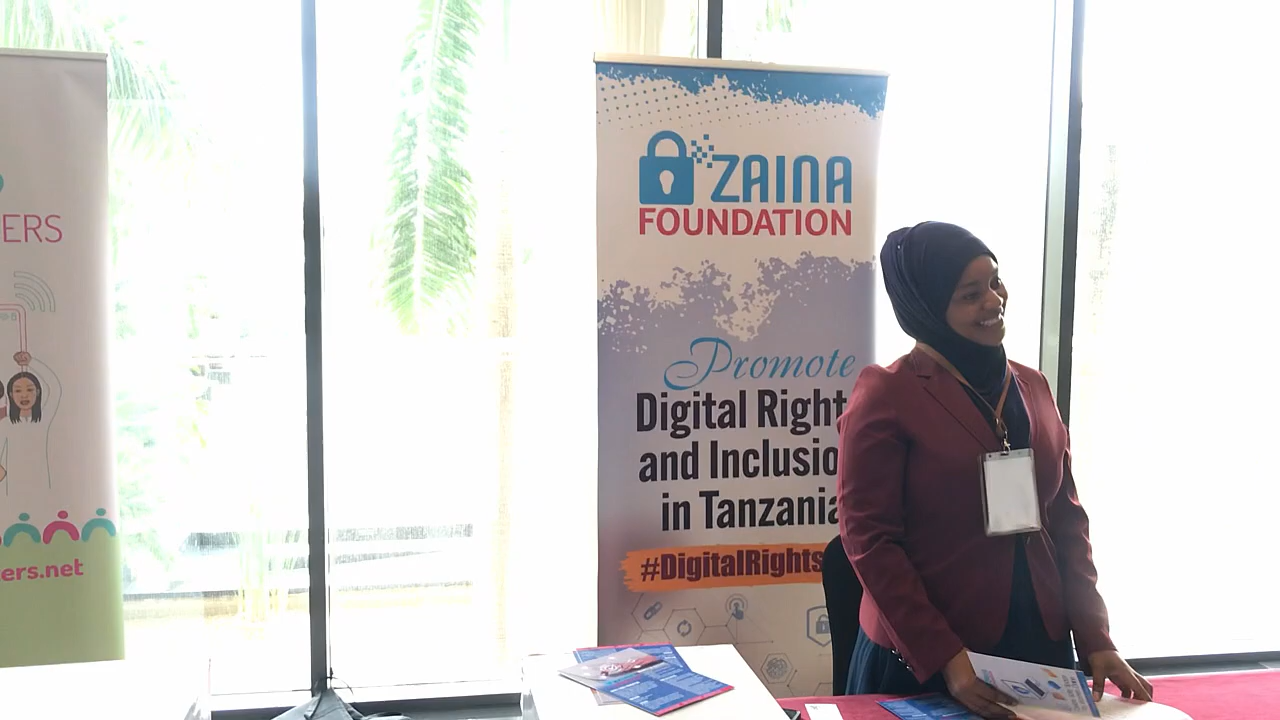 ERS
ers.net
ZAINA
FOUNDATION
Promote
Digital Right
and Inclusio
in Tanzania
#DigitalRights